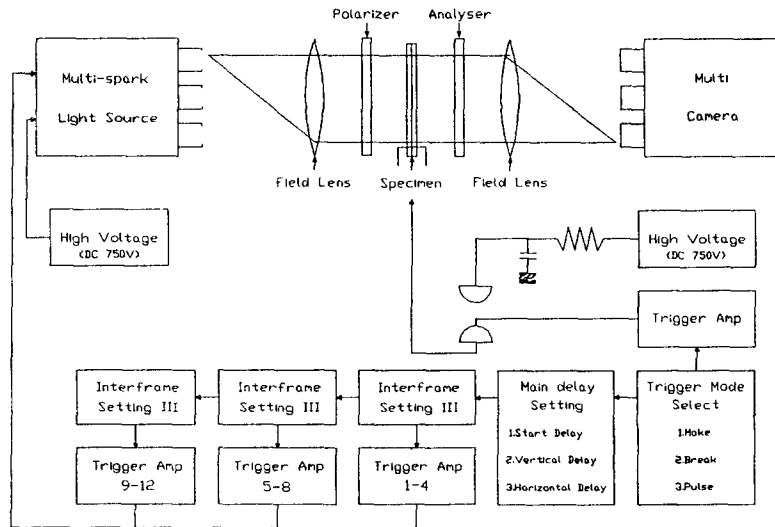 Polarizer
Analyser
Multi-spark
Light Source
Multi
Camera
Field Lens
Specimen
Field Lens
High Voltage
(DC 750V)
High Voltage
(DC 750V)
Trigger Amp
Interframe
Setting III
Interframe
Setting III
Interframe
Setting III
Main delay
Setting
1.Start Delay
2.Vertical Delay
3.Horizontal Delay
Trigger Mode
Select
1.Make
2.Break
3.Pulse
Trigger Amp
9-12
Trigger Amp
5-8
Trigger Amp
1-4